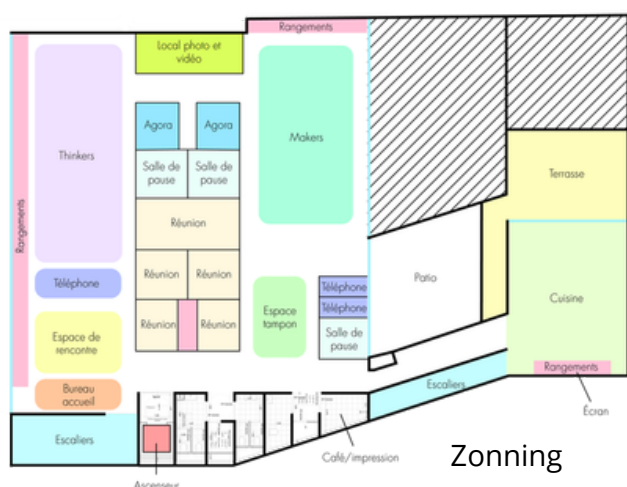 Rangements
Local photo et
vidéo
Agora
Agora
Thinkers
Makers
Salle de
pause
Salle de
pause
Terrasse
Rangements
Réunion
Réunion
Réunion
Téléphone
Téléphone
Téléphone
Patio
Cuisine
Réunion
Réunion
Espace
tampon
Espace de
rencontre
Salle de
pause
Rangements
Bureau
accueil
Escaliers
Écran
Escaliers
Café/impression
Zonning
Ascenseur